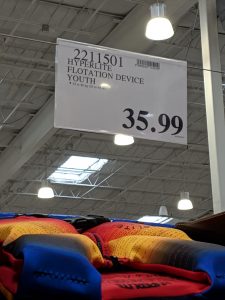 2211501
HYPERLITE
FLOTATION DEVICE
YOUTH
35.99